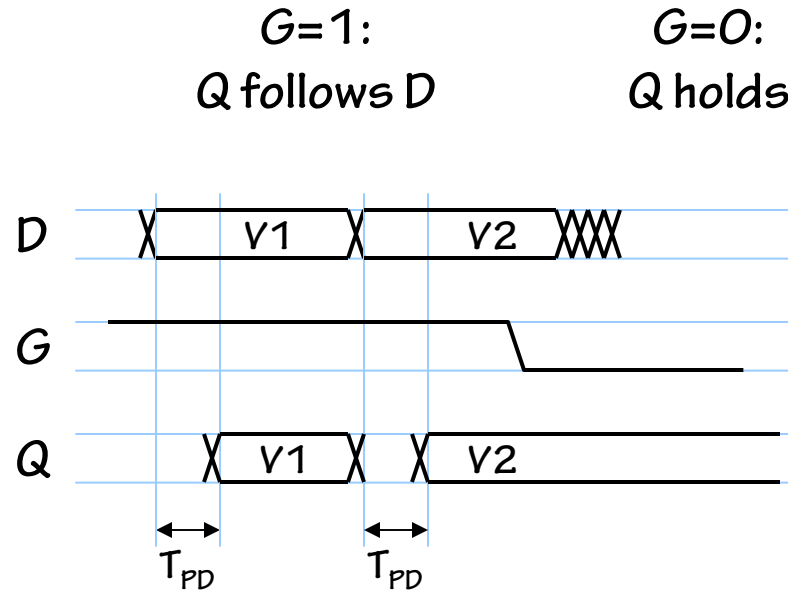 G=1:
Q follows D
G=0:
Q holds
D
V1
V2
G
Q
V1
V2
TPD
TPD